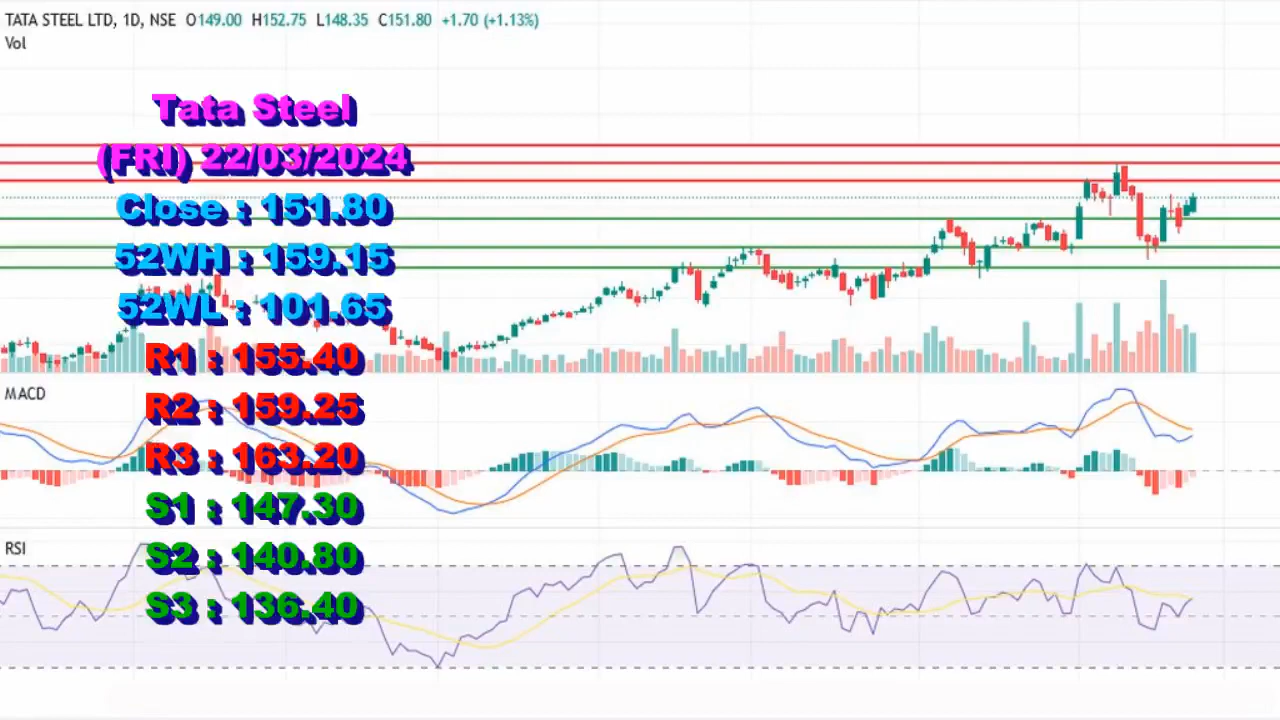 TATA STEEL LTD, 1D, NSE O149.00 H152.75 L148.35 C151.80 +1.70 (+1.13%)
Vol
Tata Steel
(FRI) 22/03/2024
Close : 151.80
52WH : 159.15
52WL : 101.65
R1 : 155.40
R2 : 159.25
R3 : 163.20
S1 : 147.30
S2 : 140.80
S3 : 136.40
MACD
RSI